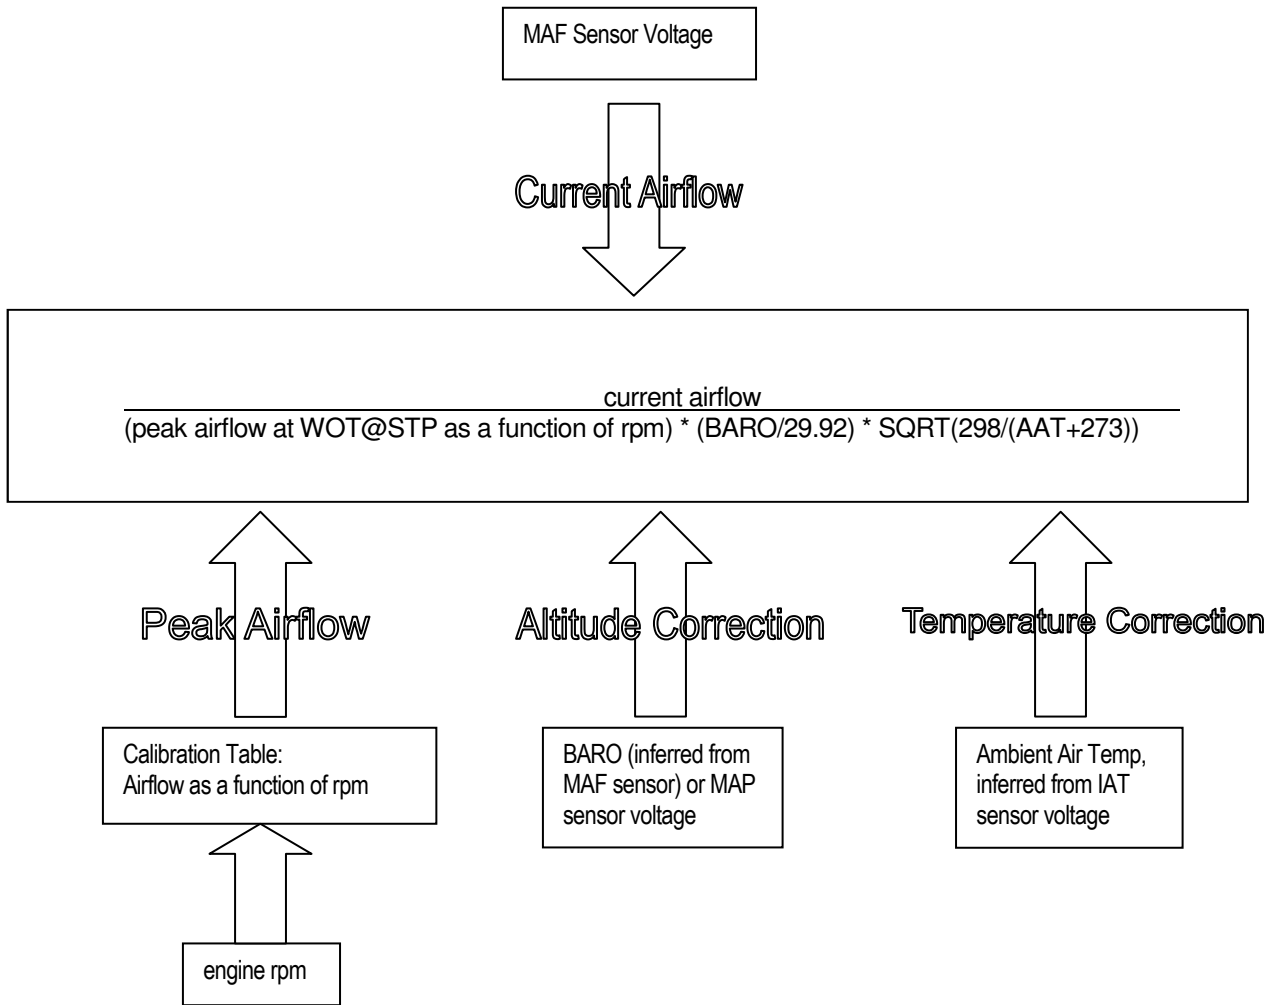 MAF Sensor Voltage
Current Airflow
current airflow
(peak airflow at WOT@STP as a function of rpm) * (BARO/29.92) * SQRT(298/(AAT+273))
Peak Airflow
Altitude Correction
Temperature Correction
Calibration Table:
Airflow as a function of rpm
BARO (inferred from
MAF sensor) or MAP
sensor voltage
Ambient Air Temp,
inferred from IAT
sensor voltage
engine rpm